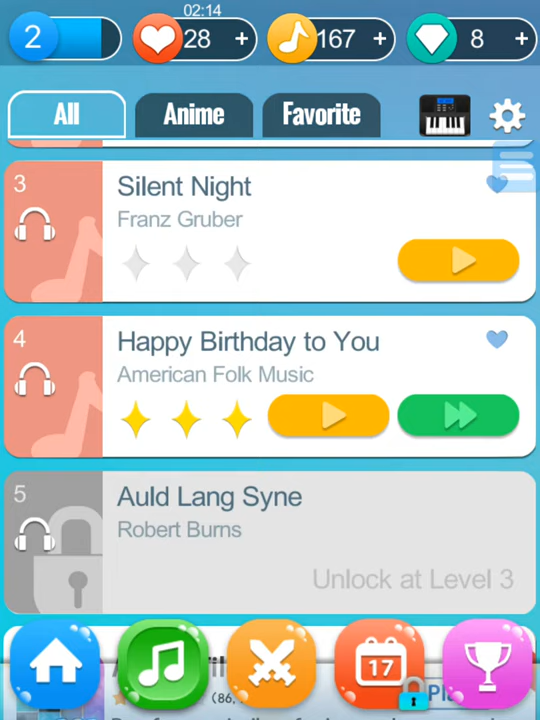 02:14
2
28 +
167 +
8 +
All
Anime
Favorite
3
Silent Night
Franz Gruber
4
Happy Birthday to You
American Folk Music
5
Auld Lang Syne
Robert Burns
Unlock at Level 3
17
(86,